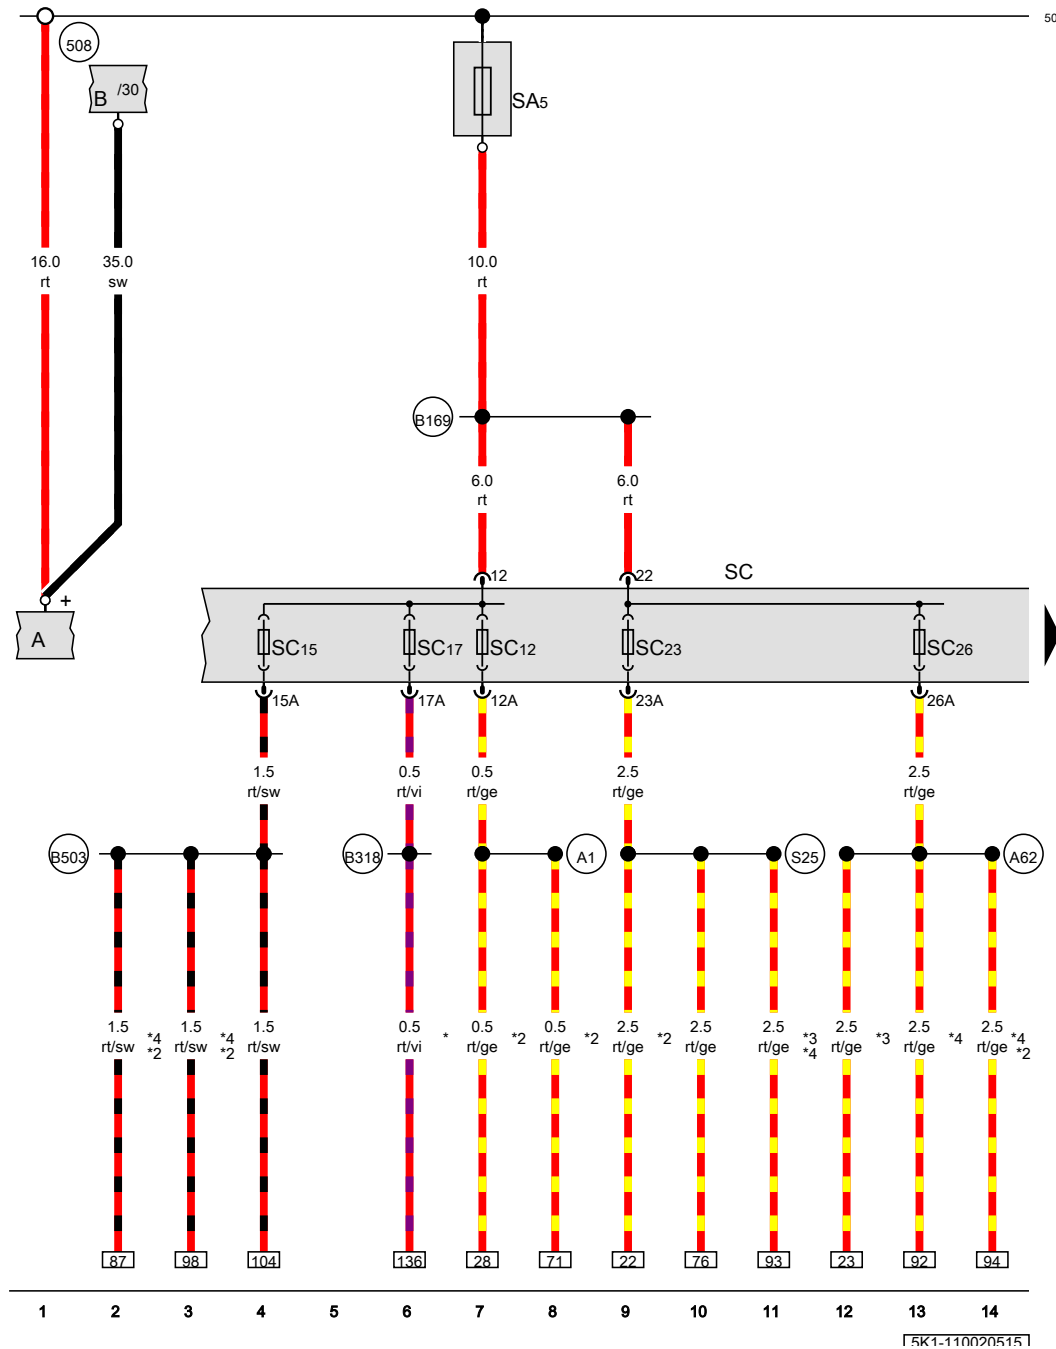 50
508
B /30
SA5
16.0 35.0 10.0
rt sw rt
B169
6.0 6.0
rt rt
12 22 SC
+
A
SC15 SC17 SC12 SC23 SC26
15A 17A 12A 23A 26A
1.5 0.5 0.5 2.5 2.5
rt/sw rt/vi rt/ge rt/ge rt/ge
B503 B318 A1 S25 A62
1.5 1.5 1.5 0.5 0.5 0.5 2.5 2.5 2.5 2.5 2.5 2.5
rt/sw *4 rt/sw *4 rt/sw rt/vi * rt/ge *2 rt/ge *2 rt/ge *2 rt/ge rt/ge *3 rt/ge *3 rt/ge *4 rt/ge *4
*2 *2 *4 *2
87 98 104 136 28 71 22 76 93 23 92 94
1 2 3 4 5 6 7 8 9 10 11 12 13 14
5K1-110020515